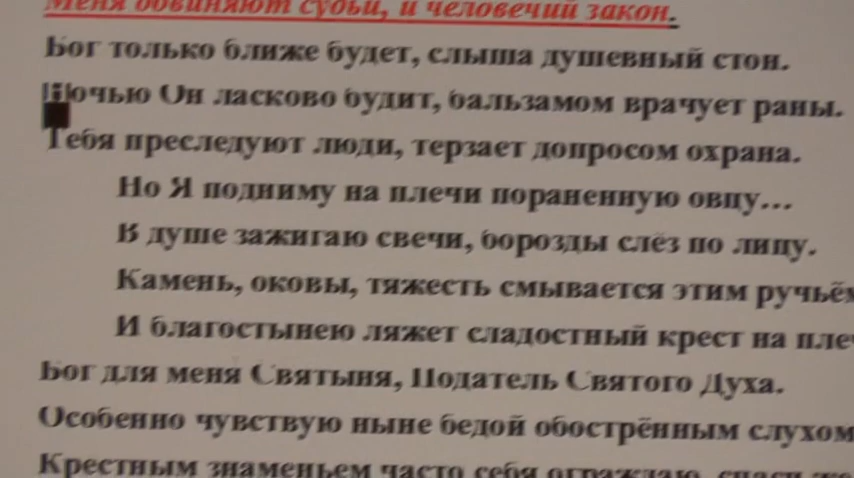 Меня обвиняют судьи, и человечий закон.
Бог только ближе будет, слыша душевный стон.
Ночью Он ласково будит, бальзамом врачует раны.
Тебя преследуют люди, терзает допросом охрана.
Но Я подниму на плечи пораненную овцу...
В душе зажигаю свечи, борозды слёз по лицу.
Камень, оковы, тяжесть смывается этим ручьём
И благостынею ляжет сладостный крест на
Бог для меня Святыня, Податель Святого Духа.
Особенно чувствую ныне бедой обострённым слухом
Крестным знаменьем часто себя ограждаю,